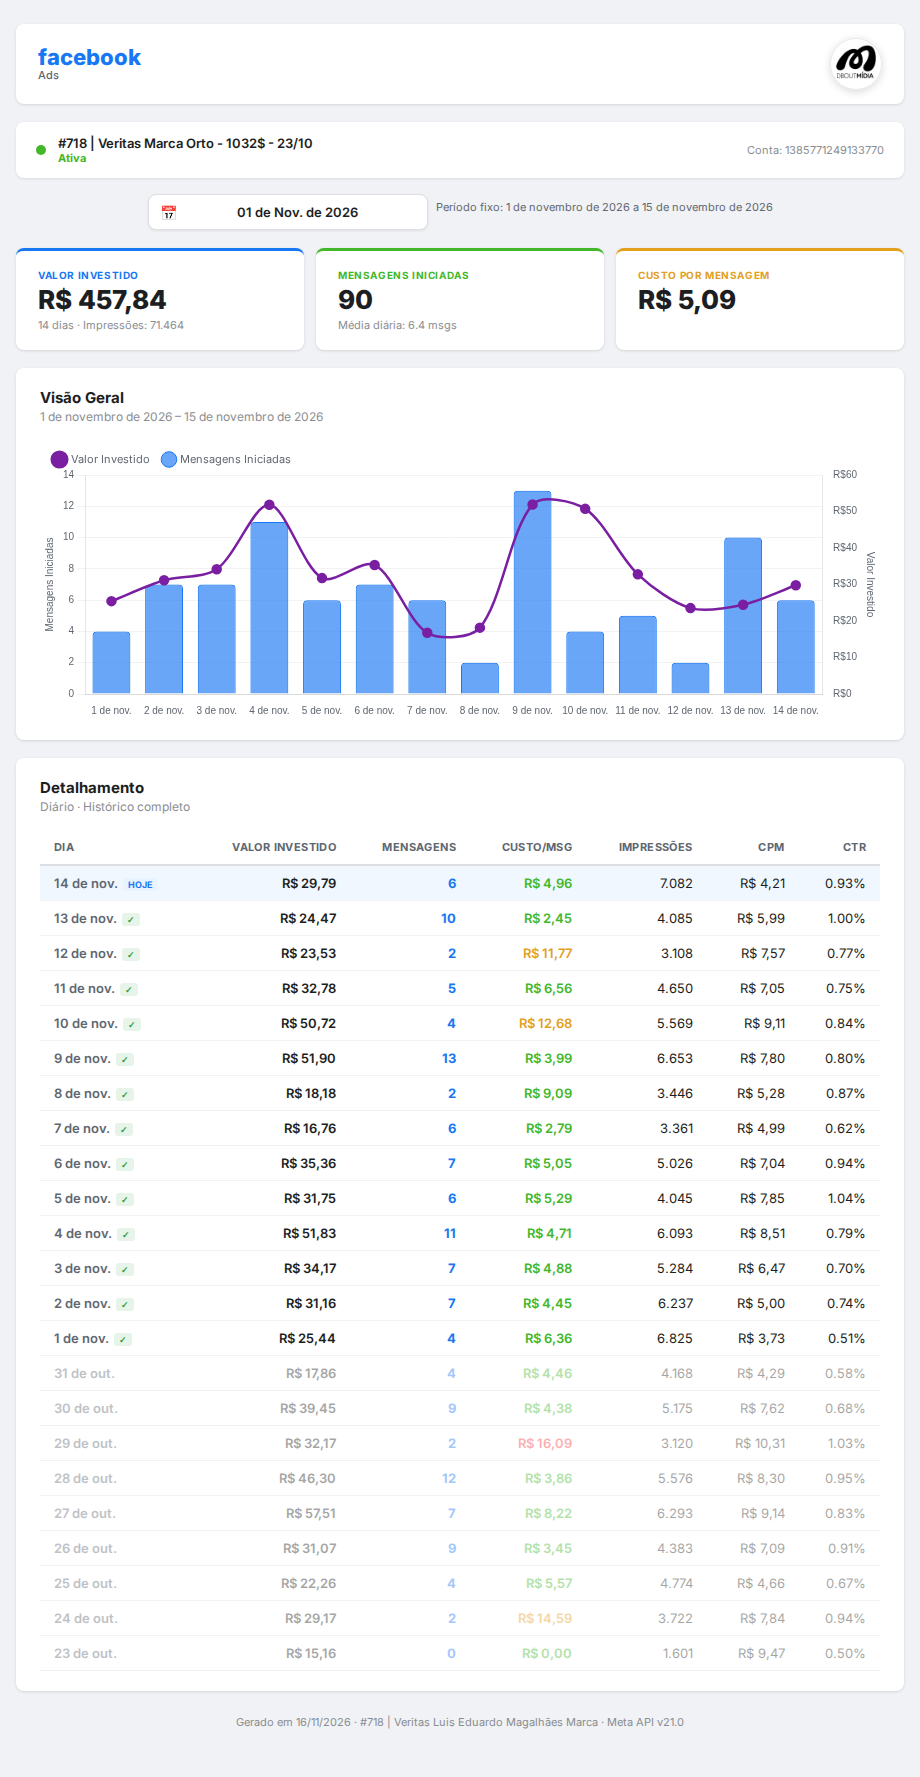 facebook
Ads
DBOUTMÍDIA
#718 | Veritas Marca Orto - 1032$ - 23/10
Ativa
Conta: 1385771249133770
01 de Nov. de 2026
Período fixo: 1 de novembro de 2026 a 15 de novembro de 2026
VALOR INVESTIDO
R$ 457,84
14 dias · Impressões: 71.464
MENSAGENS INICIADAS
90
Média diária: 6.4 msgs
CUSTO POR MENSAGEM
R$ 5,09
Visão Geral
1 de novembro de 2026 – 15 de novembro de 2026
Valor Investido Mensagens Iniciadas
14 R$60
12 R$50
10 R$40
8 R$30
6 R$20
4 R$10
2
0 R$0
Mensagens Iniciadas
Valor Investido
1 de nov. 2 de nov. 3 de nov. 4 de nov. 5 de nov. 6 de nov. 7 de nov. 8 de nov. 9 de nov. 10 de nov. 11 de nov. 12 de nov. 13 de nov. 14 de nov.
Detalhamento
Diário · Histórico completo
DIA VALOR INVESTIDO MENSAGENS CUSTO/MSG IMPRESSÕES CPM CTR
14 de nov. HOJE R$ 29,79 6 R$ 4,96 7.082 R$ 4,21 0.93%
13 de nov. ✓ R$ 24,47 10 R$ 2,45 4.085 R$ 5,99 1.00%
12 de nov. ✓ R$ 23,53 2 R$ 11,77 3.108 R$ 7,57 0.77%
11 de nov. ✓ R$ 32,78 5 R$ 6,56 4.650 R$ 7,05 0.75%
10 de nov. ✓ R$ 50,72 4 R$ 12,68 5.569 R$ 9,11 0.84%
9 de nov. ✓ R$ 51,90 13 R$ 3,99 6.653 R$ 7,80 0.80%
8 de nov. ✓ R$ 18,18 2 R$ 9,09 3.446 R$ 5,28 0.87%
7 de nov. ✓ R$ 16,76 6 R$ 2,79 3.361 R$ 4,99 0.62%
6 de nov. ✓ R$ 35,36 7 R$ 5,05 5.026 R$ 7,04 0.94%
5 de nov. ✓ R$ 31,75 6 R$ 5,29 4.045 R$ 7,85 1.04%
4 de nov. ✓ R$ 51,83 11 R$ 4,71 6.093 R$ 8,51 0.79%
3 de nov. ✓ R$ 34,17 7 R$ 4,88 5.284 R$ 6,47 0.70%
2 de nov. ✓ R$ 31,16 7 R$ 4,45 6.237 R$ 5,00 0.74%
1 de nov. ✓ R$ 25,44 4 R$ 6,36 6.825 R$ 3,73 0.51%
31 de out. R$ 17,86 4 R$ 4,46 4.168 R$ 4,29 0.58%
30 de out. R$ 39,45 9 R$ 4,38 5.175 R$ 7,62 0.68%
29 de out. R$ 32,17 2 R$ 16,09 3.120 R$ 10,31 1.03%
28 de out. R$ 46,30 12 R$ 3,86 5.576 R$ 8,30 0.95%
27 de out. R$ 57,51 7 R$ 8,22 6.293 R$ 9,14 0.83%
26 de out. R$ 31,07 9 R$ 3,45 4.383 R$ 7,09 0.91%
25 de out. R$ 22,26 4 R$ 5,57 4.774 R$ 4,66 0.67%
24 de out. R$ 29,17 2 R$ 14,59 3.722 R$ 7,84 0.94%
23 de out. R$ 15,16 0 R$ 0,00 1.601 R$ 9,47 0.50%
Gerado em 16/11/2026 · #718 | Veritas Luis Eduardo Magalhães Marca · Meta API v21.0